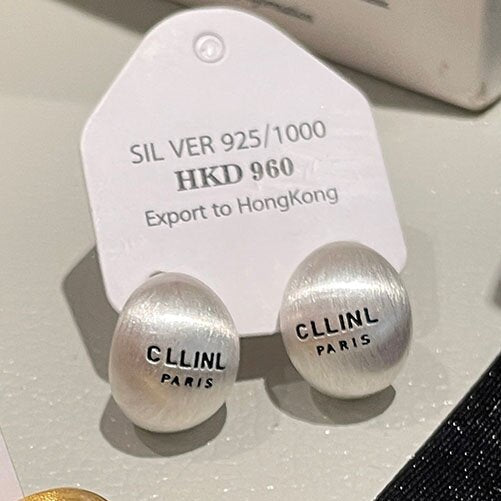 SIL VER 925/1000
HKD 960
Export to HongKong
CLLINL
PARIS
CLLINL
PARIS